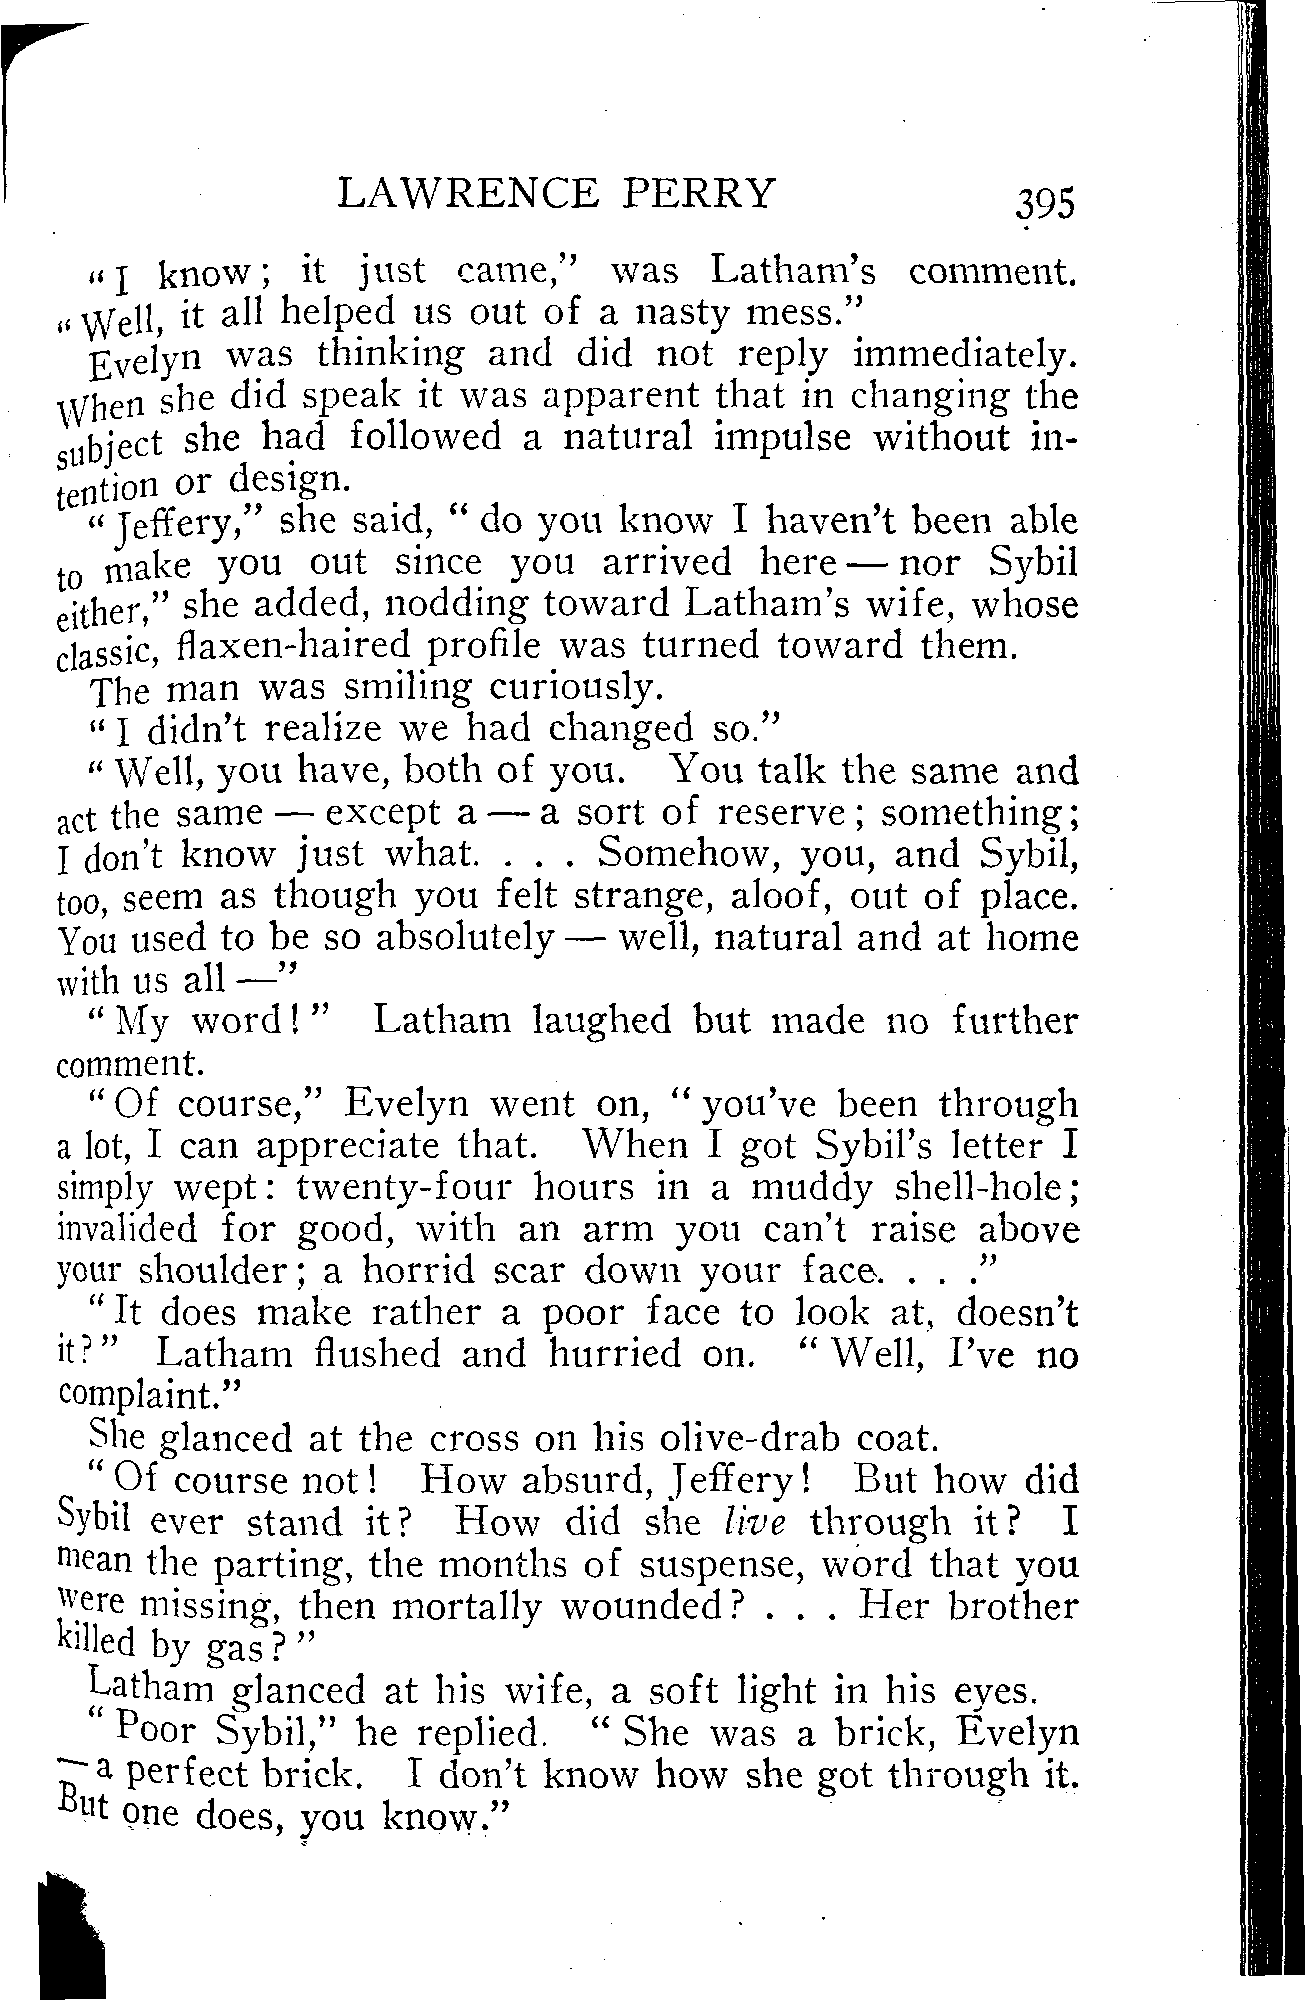 LAWRENCE PERRY 395
"I know; it just came," was Latham's comment.
"Well, it all helped us out of a nasty mess."
Evelyn was thinking and did not reply immediately.
When she did speak it was apparent that in changing the
subject she had followed a natural impulse without in-
tention or design.
"Jeffery," she said, "do you know I haven't been able
to make you out since you arrived here — nor Sybil
either," she added, nodding toward Latham's wife, whose
classic, flaxen-haired profile was turned toward them.
The man was smiling curiously.
"I didn't realize we had changed so."
"Well, you have, both of you. You talk the same and
act the same — except a — a sort of reserve; something;
I don't know just what. . . . Somehow, you, and Sybil,
too, seem as though you felt strange, aloof, out of place.
You used to be so absolutely — well, natural and at home
with us all —"
"My word!" Latham laughed but made no further
comment.
"Of course," Evelyn went on, "you've been through
a lot, I can appreciate that. When I got Sybil's letter I
simply wept: twenty-four hours in a muddy shell-hole;
invalided for good, with an arm you can't raise above
your shoulder; a horrid scar down your face. . . ."
"It does make rather a poor face to look at, doesn't
it?" Latham flushed and hurried on. "Well, I've no
complaint."
She glanced at the cross on his olive-drab coat.
"Of course not! How absurd, Jeffery! But how did
Sybil ever stand it? How did she live through it? I
mean the parting, the months of suspense, word that you
were missing, then mortally wounded? . . . Her brother
killed by gas?"
Latham glanced at his wife, a soft light in his eyes.
"Poor Sybil," he replied. "She was a brick, Evelyn
— a perfect brick. I don't know how she got through it.
But one does, you know."